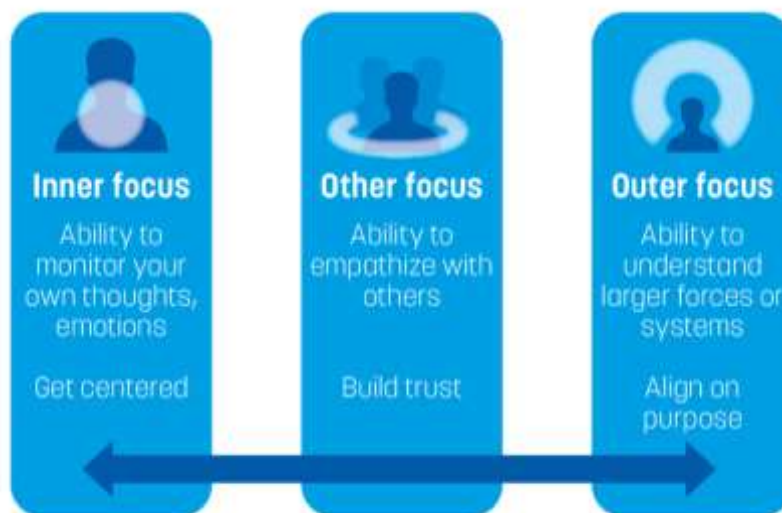 Inner focus
Ability to
monitor your
own thoughts,
emotions
Get centered
Other focus
Ability to
empathize with
others
Build trust
Outer focus
Ability to
understand
larger forces or
systems
Align on
purpose